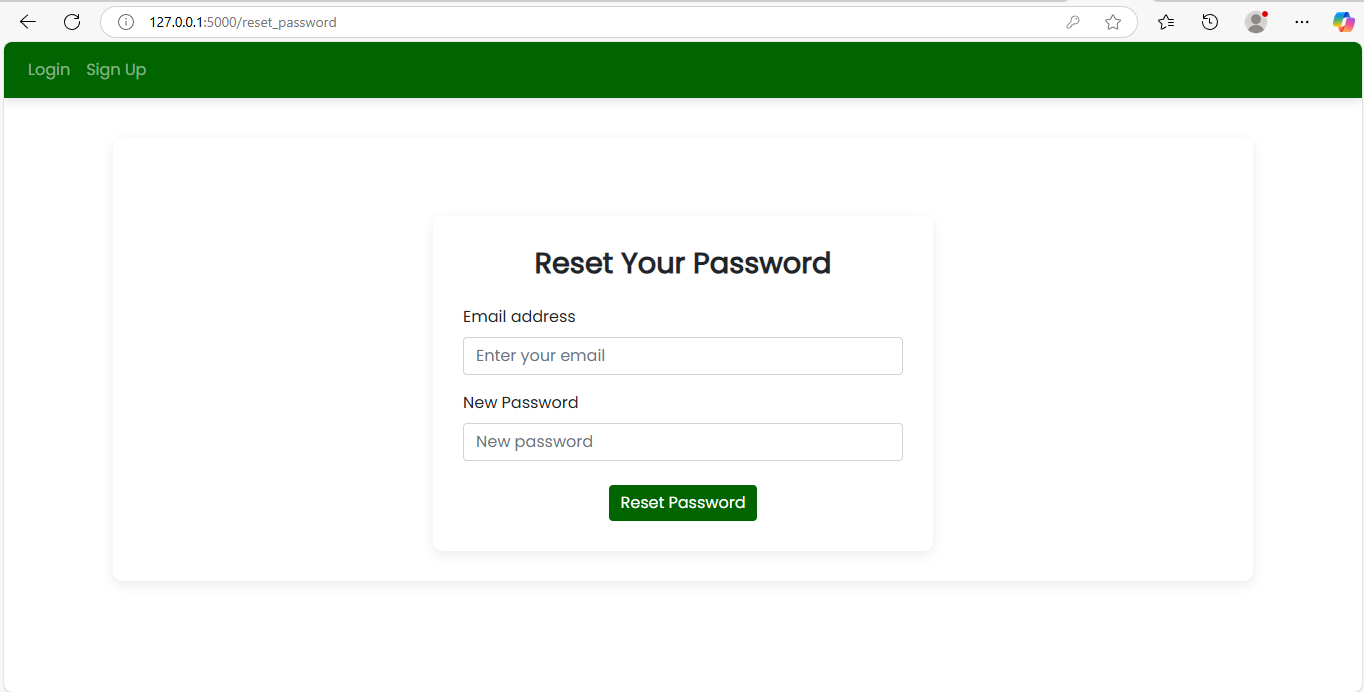 127.0.0.1:5000/reset_password
Login Sign Up
Reset Your Password
Email address
Enter your email
New Password
New password
Reset Password